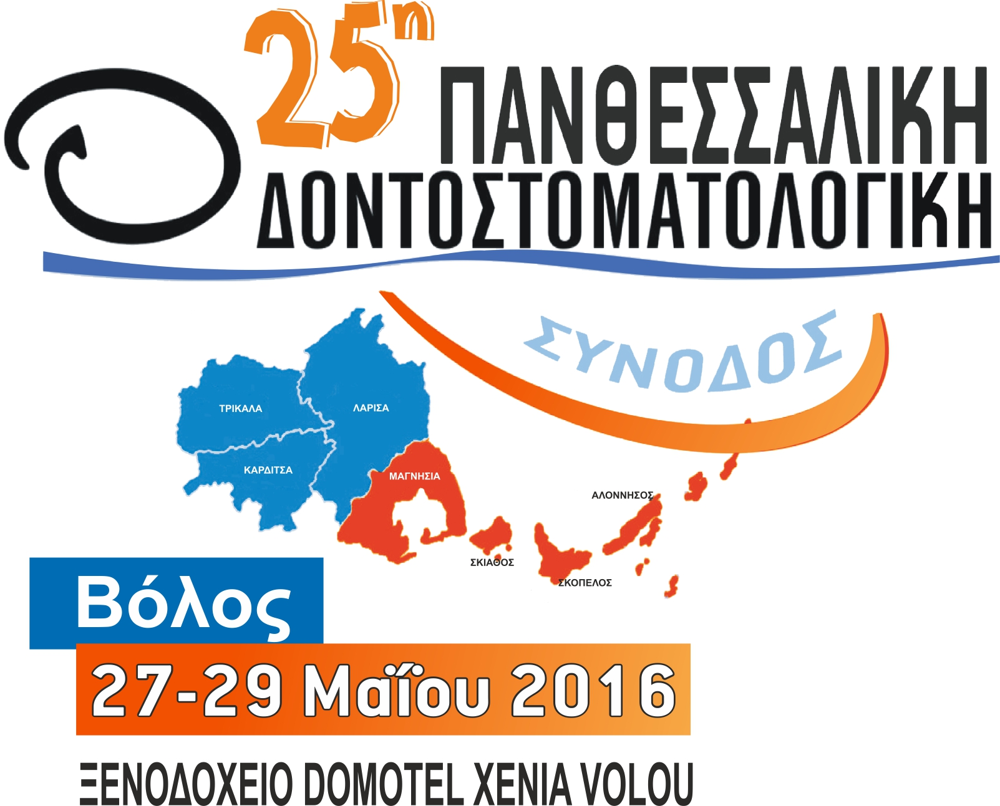 25η
ΠΑΝΘΕΣΣΑΛΙΚΗ
ΟΔΟΝΤΟΣΤΟΜΑΤΟΛΟΓΙΚΗ
ΣΥΝΟΔΟΣ
ΤΡΙΚΑΛΑ
ΛΑΡΙΣΑ
ΚΑΡΔΙΤΣΑ
ΜΑΓΝΗΣΙΑ
ΑΛΟΝΝΗΣΟΣ
ΣΚΙΑΘΟΣ
ΣΚΟΠΕΛΟΣ
Βόλος
27-29 Μαΐου 2016
ΞΕΝΟΔΟΧΕΙΟ DOMOTEL XENIA VOLOU